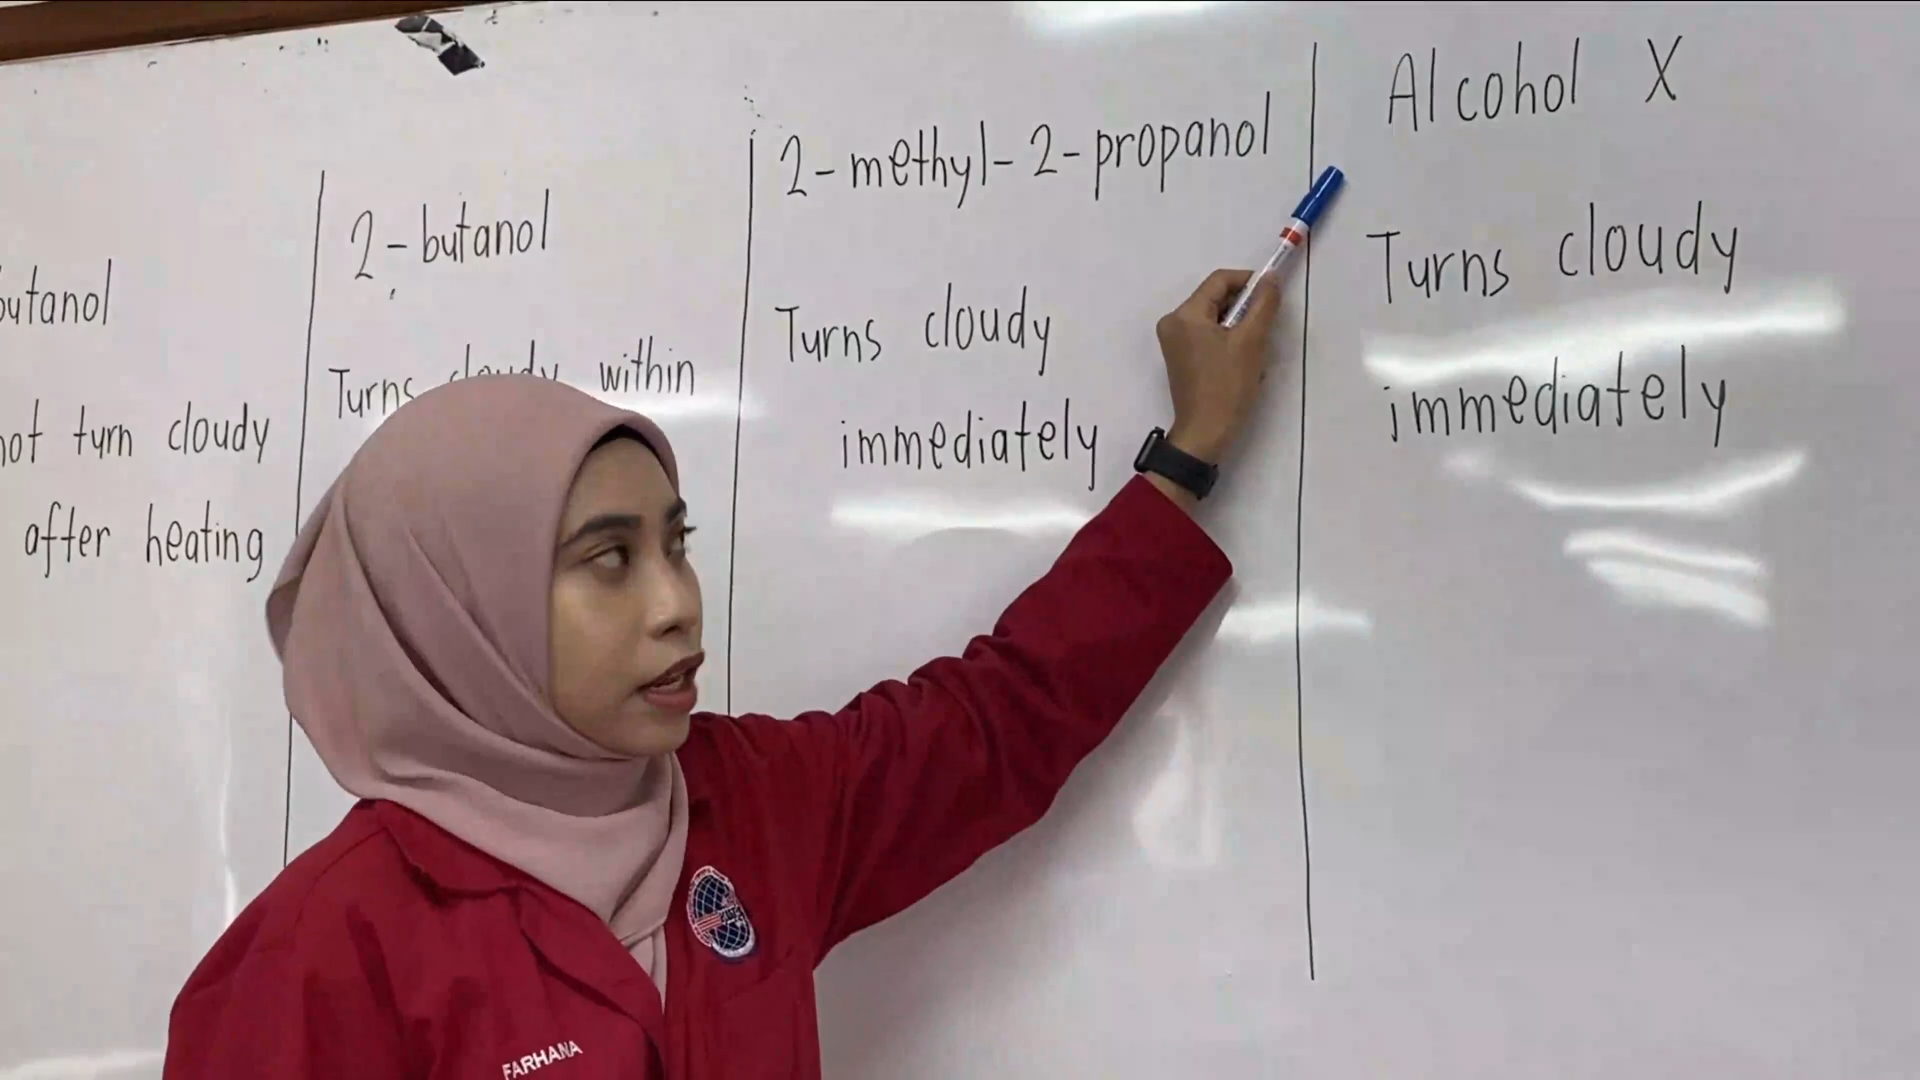 butanol
not turn cloudy
after heating
2-butanol
Turns cloudy within
2-methyl-2-propanol
Turns cloudy
immediately
Alcohol X
Turns cloudy
immediately
FARHANA